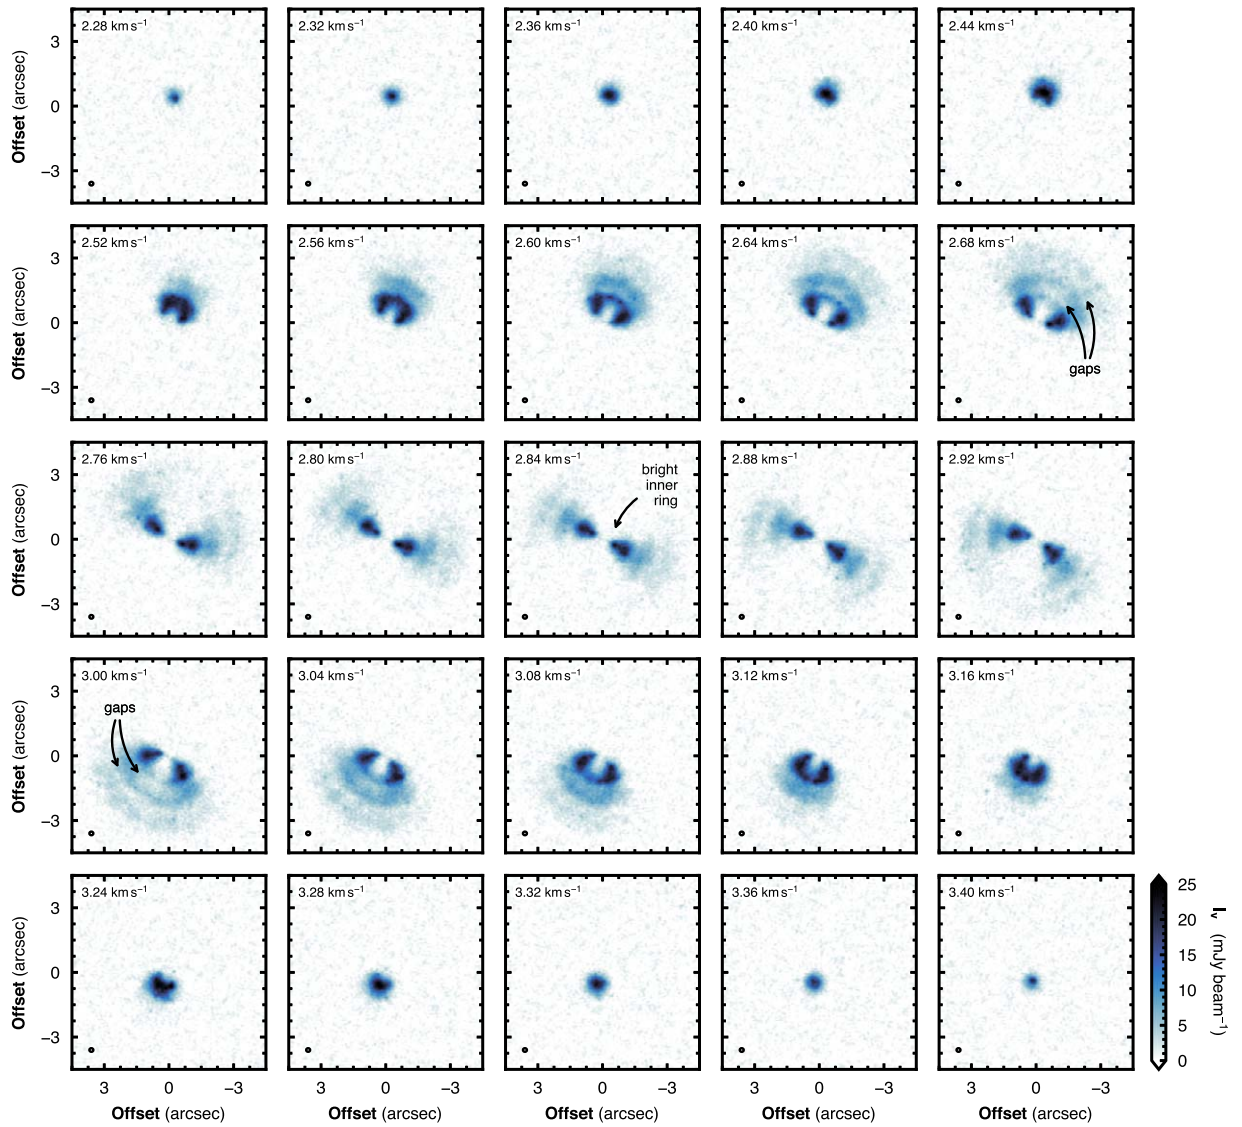 2.28 km s⁻¹
2.32 km s⁻¹
2.36 km s⁻¹
2.40 km s⁻¹
2.44 km s⁻¹
3
0
−3
Offset (arcsec)
2.52 km s⁻¹
2.56 km s⁻¹
2.60 km s⁻¹
2.64 km s⁻¹
2.68 km s⁻¹
gaps
3
0
−3
Offset (arcsec)
2.76 km s⁻¹
2.80 km s⁻¹
2.84 km s⁻¹
bright
inner
ring
2.88 km s⁻¹
2.92 km s⁻¹
3
0
−3
Offset (arcsec)
3.00 km s⁻¹
gaps
3.04 km s⁻¹
3.08 km s⁻¹
3.12 km s⁻¹
3.16 km s⁻¹
3
0
−3
Offset (arcsec)
3.24 km s⁻¹
3.28 km s⁻¹
3.32 km s⁻¹
3.36 km s⁻¹
3.40 km s⁻¹
3
0
−3
Offset (arcsec)
3 0 −3
3 0 −3
3 0 −3
3 0 −3
3 0 −3
Offset (arcsec)
Offset (arcsec)
Offset (arcsec)
Offset (arcsec)
Offset (arcsec)
25
20
15
10
5
0
Iᵥ (mJy beam⁻¹)